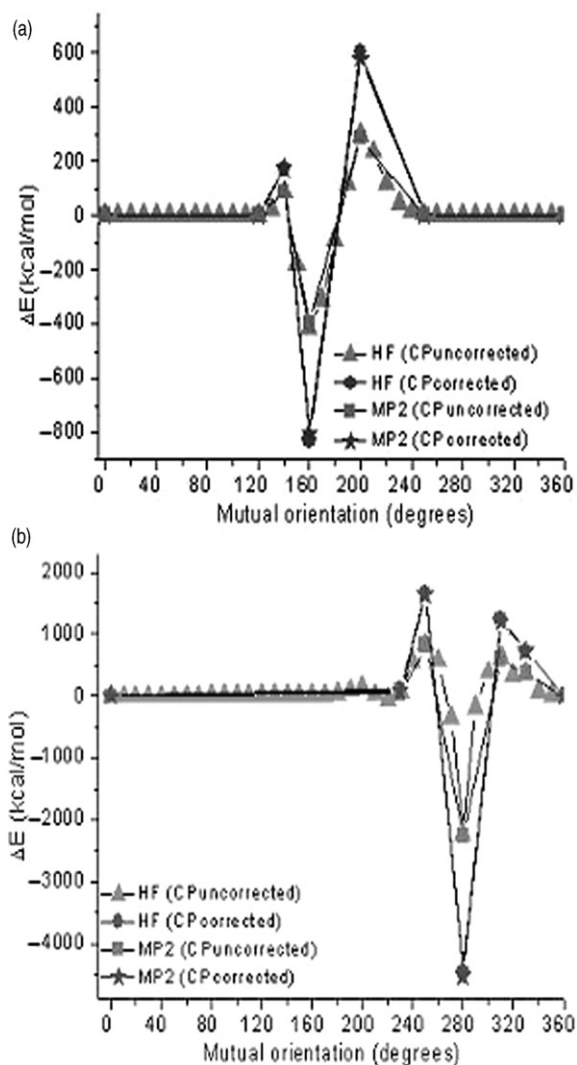 (a)
600
400
200
0
−200
−400
−600
−800
ΔE(kcal/mol)
HF (CPuncorrected)
HF (CPcorrected)
MP2 (CPuncorrected)
MP2 (CPcorrected)
0 40 80 120 160 200 240 280 320 360
Mutual orientation (degrees)
(b)
2000
1000
0
−1000
−2000
−3000
−4000
ΔE (kcal/mol)
HF (CPuncorrected)
HF (CPcorrected)
MP2 (CPuncorrected)
MP2 (CPcorrected)
0 40 80 120 160 200 240 280 320 360
Mutual orientation (degrees)